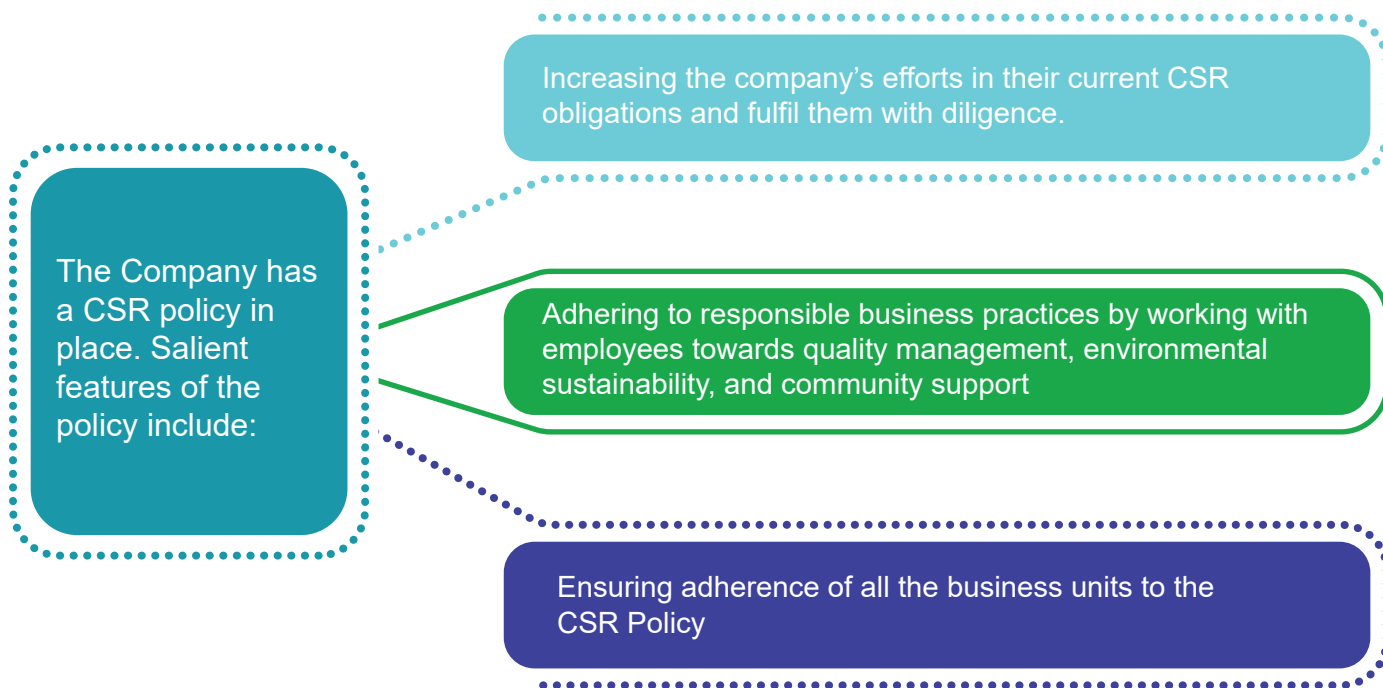 The Company has
a CSR policy in
place. Salient
features of the
policy include:
Increasing the company’s efforts in their current CSR
obligations and fulfil them with diligence.
Adhering to responsible business practices by working with
employees towards quality management, environmental
sustainability, and community support
Ensuring adherence of all the business units to the
CSR Policy